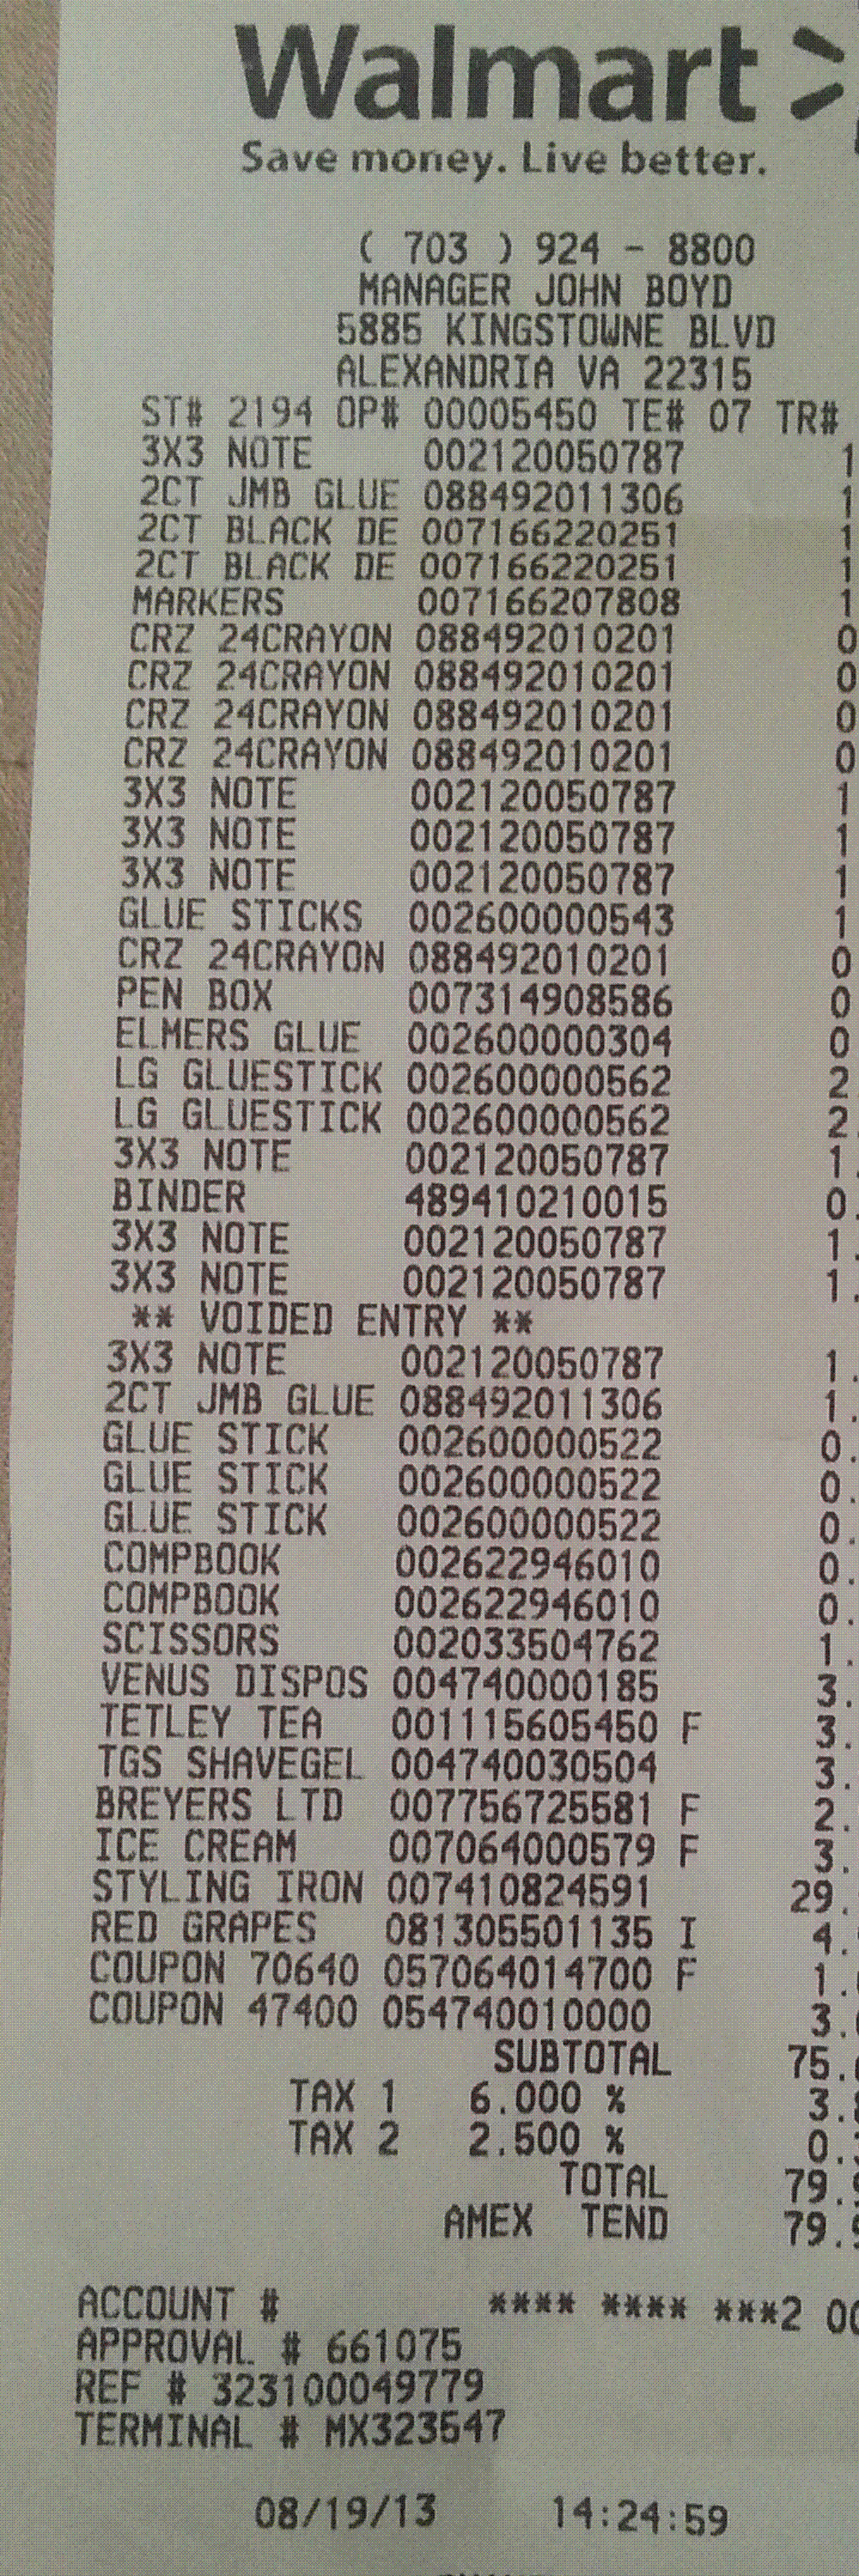 Walmart
Save money. Live better.
( 703 ) 924 - 8800
MANAGER JOHN BOYD
5885 KINGSTOWNE BLVD
ALEXANDRIA VA 22315
ST# 2194 OP# 00005450 TE# 07 TR#
3X3 NOTE 002120050787 1
2CT JMB GLUE 088492011306 1
2CT BLACK DE 007166220251 1
2CT BLACK DE 007166220251 1
MARKERS 007166207808 1
CRZ 24CRAYON 088492010201 0
CRZ 24CRAYON 088492010201 0
CRZ 24CRAYON 088492010201 0
CRZ 24CRAYON 088492010201 0
3X3 NOTE 002120050787 1
3X3 NOTE 002120050787 1
3X3 NOTE 002120050787 1
GLUE STICKS 002600000543 1
CRZ 24CRAYON 088492010201 0
PEN BOX 007314908586 0
ELMERS GLUE 002600000304 0
LG GLUESTICK 002600000562 2.
LG GLUESTICK 002600000562 2.
3X3 NOTE 002120050787 1.
BINDER 489410210015 0.
3X3 NOTE 002120050787 1.
3X3 NOTE 002120050787 1.
** VOIDED ENTRY **
3X3 NOTE 002120050787 1.
2CT JMB GLUE 088492011306 1.
GLUE STICK 002600000522 0.
GLUE STICK 002600000522 0.
GLUE STICK 002600000522 0.
COMPBOOK 002622946010 0.
COMPBOOK 002622946010 0.
SCISSORS 002033504762 1.
VENUS DISPOS 004740000185 3.
TETLEY TEA 001115605450 F 3.
TGS SHAVEGEL 004740030504 3.
BREYERS LTD 007756725581 F 2.
ICE CREAM 007064000579 F 3.
STYLING IRON 007410824591 29.
RED GRAPES 081305501135 I 4.
COUPON 70640 057064014700 F 1.
COUPON 47400 054740010000 3.
SUBTOTAL 75.
TAX 1 6.000 % 3.
TAX 2 2.500 % 0.
TOTAL 79.
AMEX TEND 79.
ACCOUNT # **** **** ***2 00
APPROVAL # 661075
REF # 323100049779
TERMINAL # MX323547
08/19/13 14:24:59